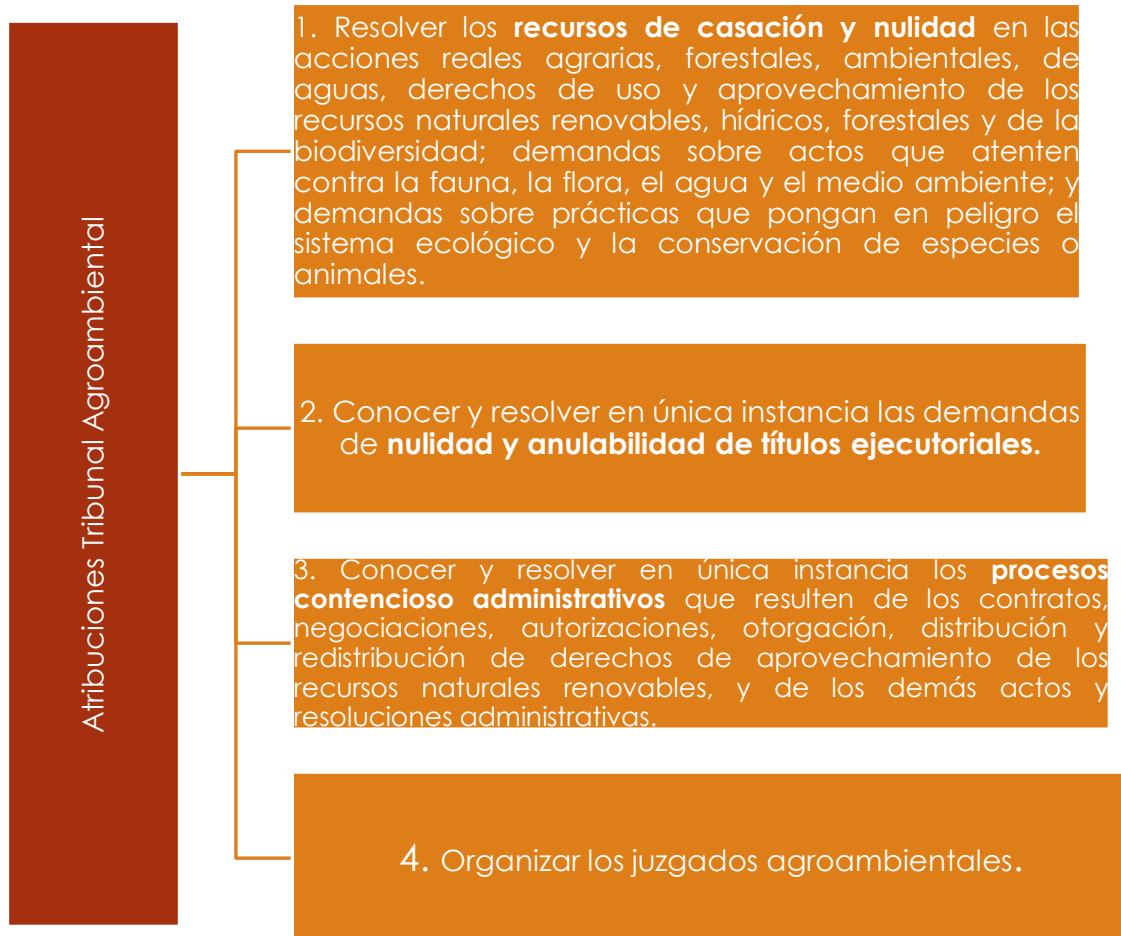 Atribuciones Tribunal Agroambiental
1. Resolver los recursos de casación y nulidad en las
acciones reales agrarias, forestales, ambientales, de
aguas, derechos de uso y aprovechamiento de los
recursos naturales renovables, hídricos, forestales y de la
biodiversidad; demandas sobre actos que atenten
contra la fauna, la flora, el agua y el medio ambiente; y
demandas sobre prácticas que pongan en peligro el
sistema ecológico y la conservación de especies o
animales.
2. Conocer y resolver en única instancia las demandas
de nulidad y anulabilidad de títulos ejecutoriales.
3. Conocer y resolver en única instancia los procesos
contencioso administrativos que resulten de los contratos,
negociaciones, autorizaciones, otorgación, distribución y
redistribución de derechos de aprovechamiento de los
recursos naturales renovables, y de los demás actos y
resoluciones administrativas.
4. Organizar los juzgados agroambientales.